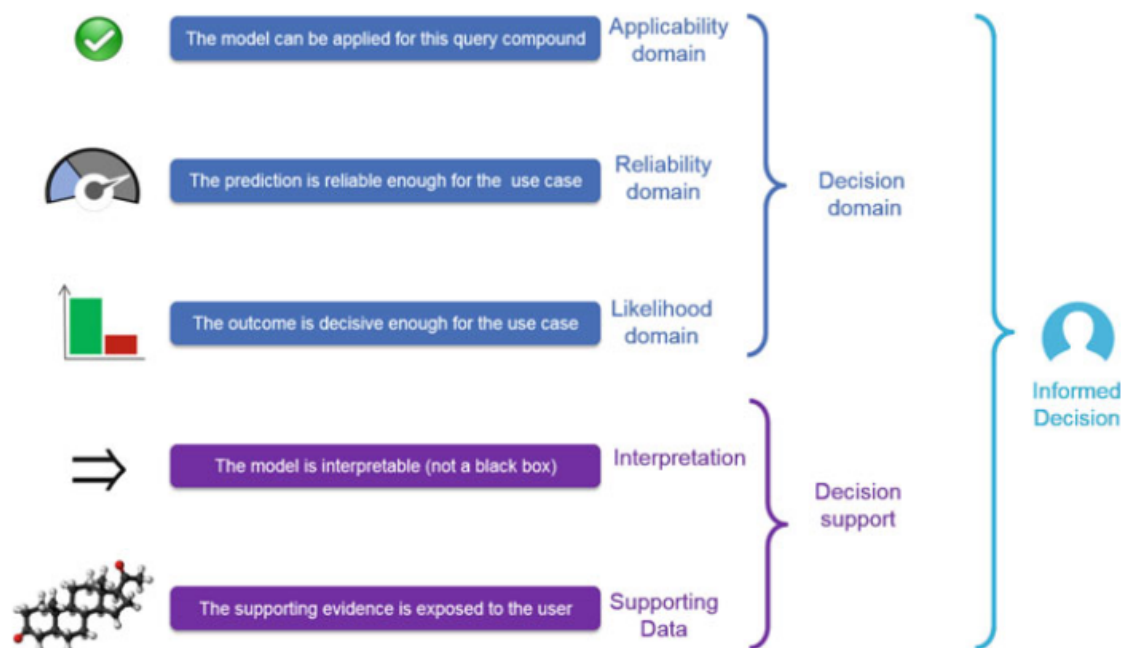 The model can be applied for this query compound
Applicability
domain
The prediction is reliable enough for the use case
Reliability
domain
Decision
domain
The outcome is decisive enough for the use case
Likelihood
domain
Informed
Decision
The model is interpretable (not a black box)
Interpretation
Decision
support
The supporting evidence is exposed to the user
Supporting
Data